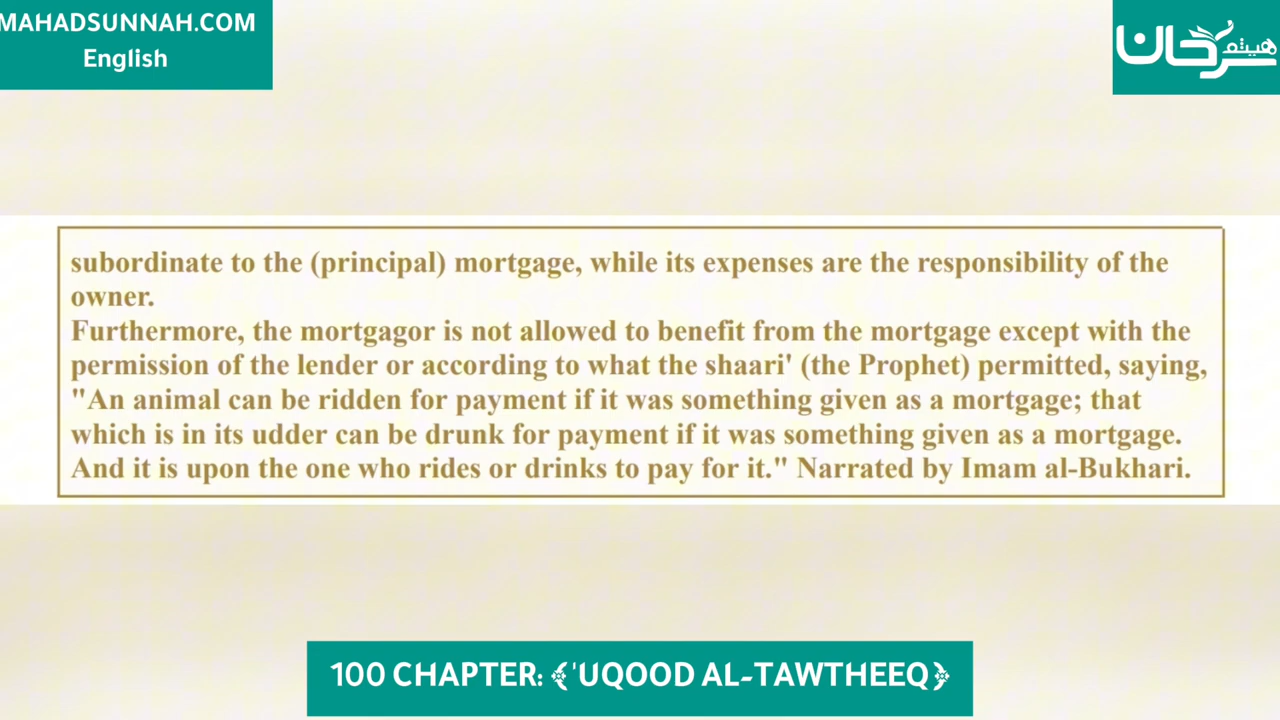 MAHADSUNNAH.COM
English
هيثم
سرحان
subordinate to the (principal) mortgage, while its expenses are the responsibility of the
owner.
Furthermore, the mortgagor is not allowed to benefit from the mortgage except with the
permission of the lender or according to what the shaari' (the Prophet) permitted, saying,
"An animal can be ridden for payment if it was something given as a mortgage; that
which is in its udder can be drunk for payment if it was something given as a mortgage.
And it is upon the one who rides or drinks to pay for it." Narrated by Imam al-Bukhari.
100 CHAPTER: ﴾'UQOOD AL-TAWTHEEQ﴿